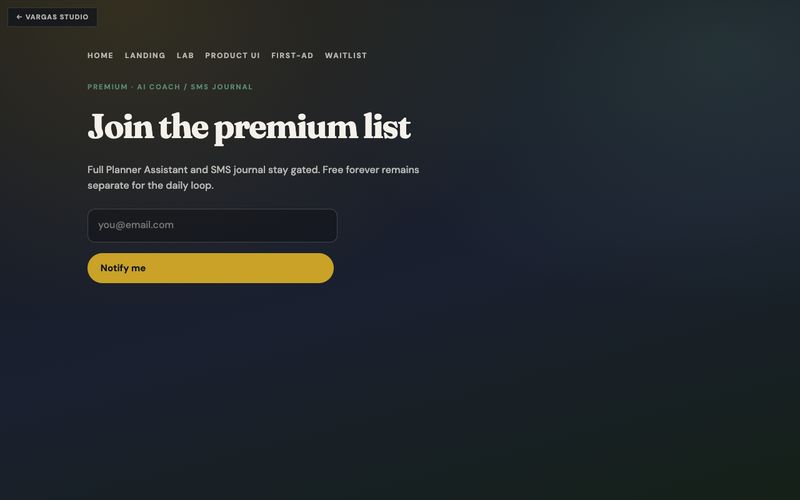 ← VARGAS STUDIO
HOME LANDING LAB PRODUCT UI FIRST-AD WAITLIST
PREMIUM · AI COACH / SMS JOURNAL
Join the premium list
Full Planner Assistant and SMS journal stay gated. Free forever remains
separate for the daily loop.
you@email.com
Notify me